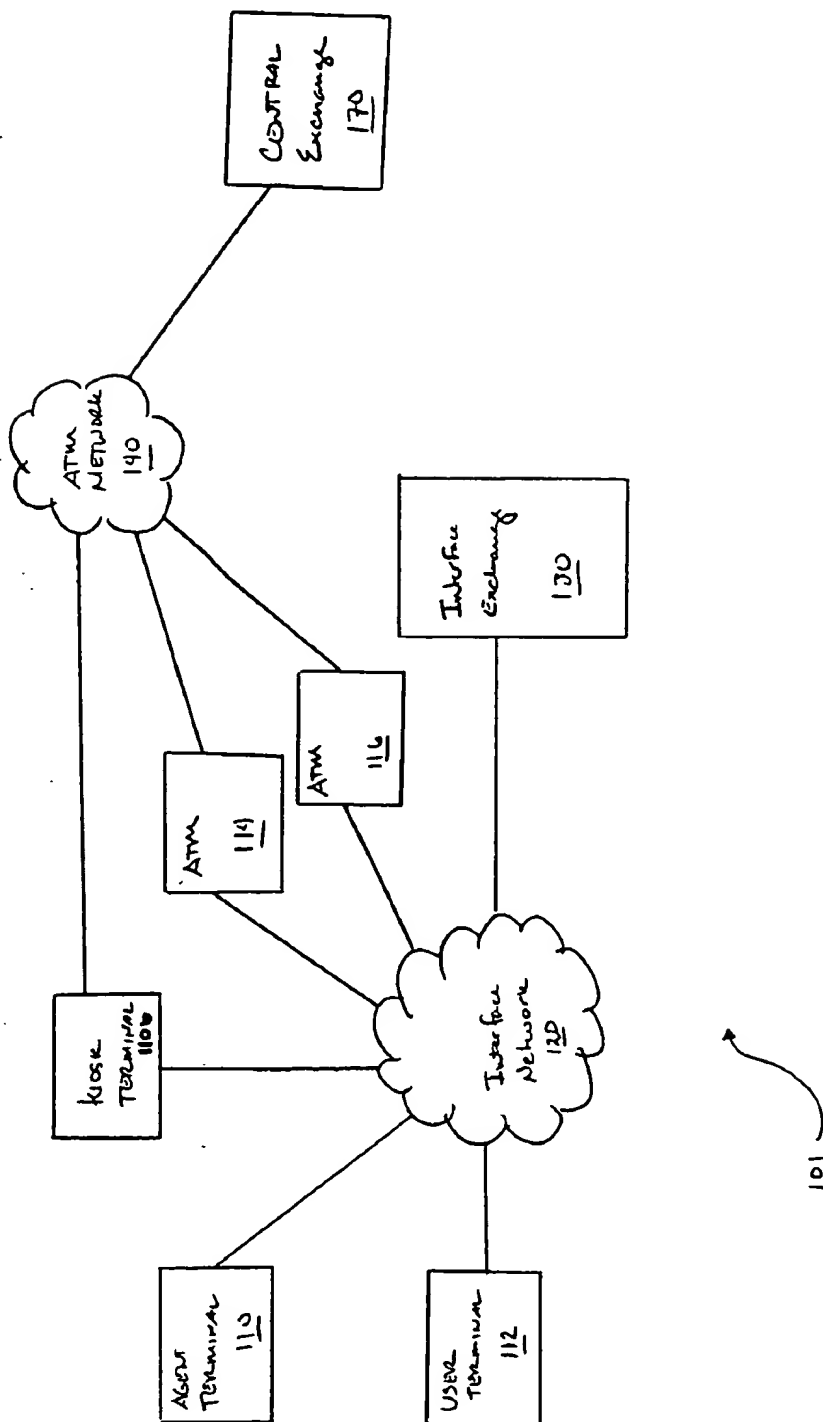 AGENT
TERMINAL
110
USER
TERMINAL
112
KIOSK
TERMINAL
110b
ATM
114
ATM
116
Interface
Network
120
Interface
Exchange
130
ATM
NETWORK
140
CENTRAL
Exchange
170
101